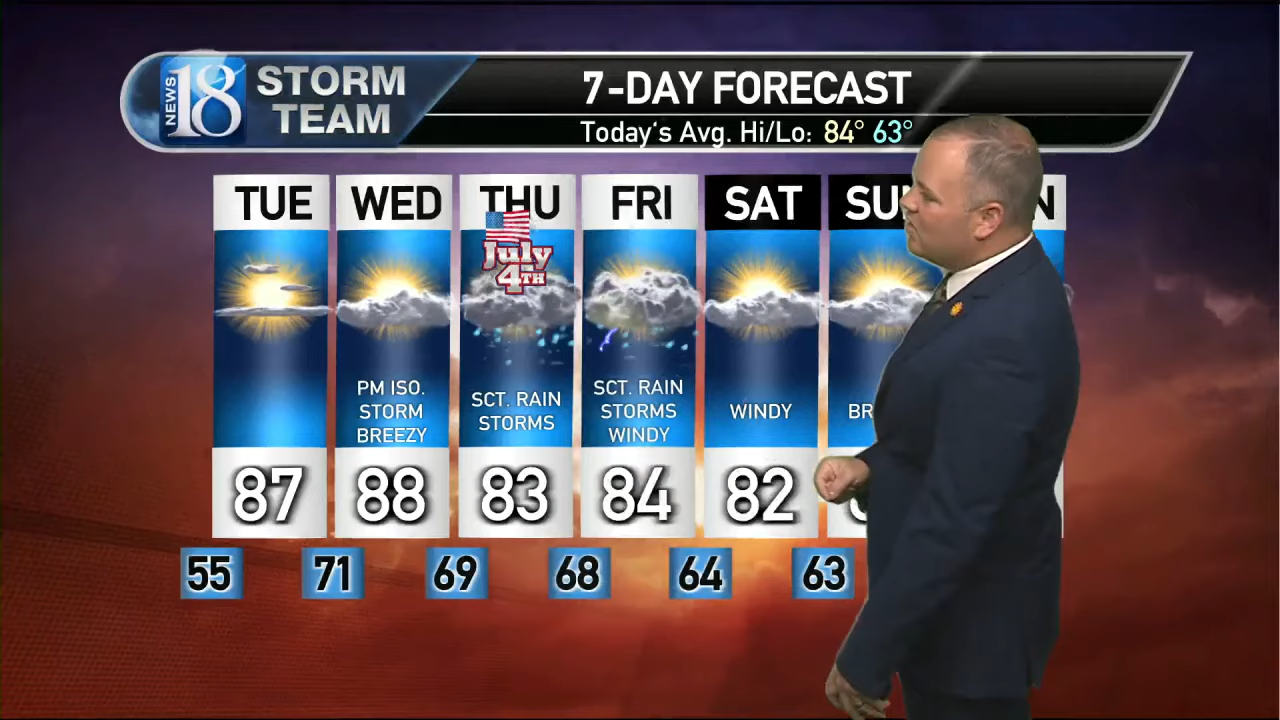 NEWS
18
STORM
TEAM
7-DAY FORECAST
Today's Avg. Hi/Lo: 84° 63°
TUE
WED
THU
FRI
SAT
July
4TH
PM ISO.
STORM
BREEZY
SCT. RAIN
STORMS
SCT. RAIN
STORMS
WINDY
WINDY
87
88
83
84
82
55
71
69
68
64
63